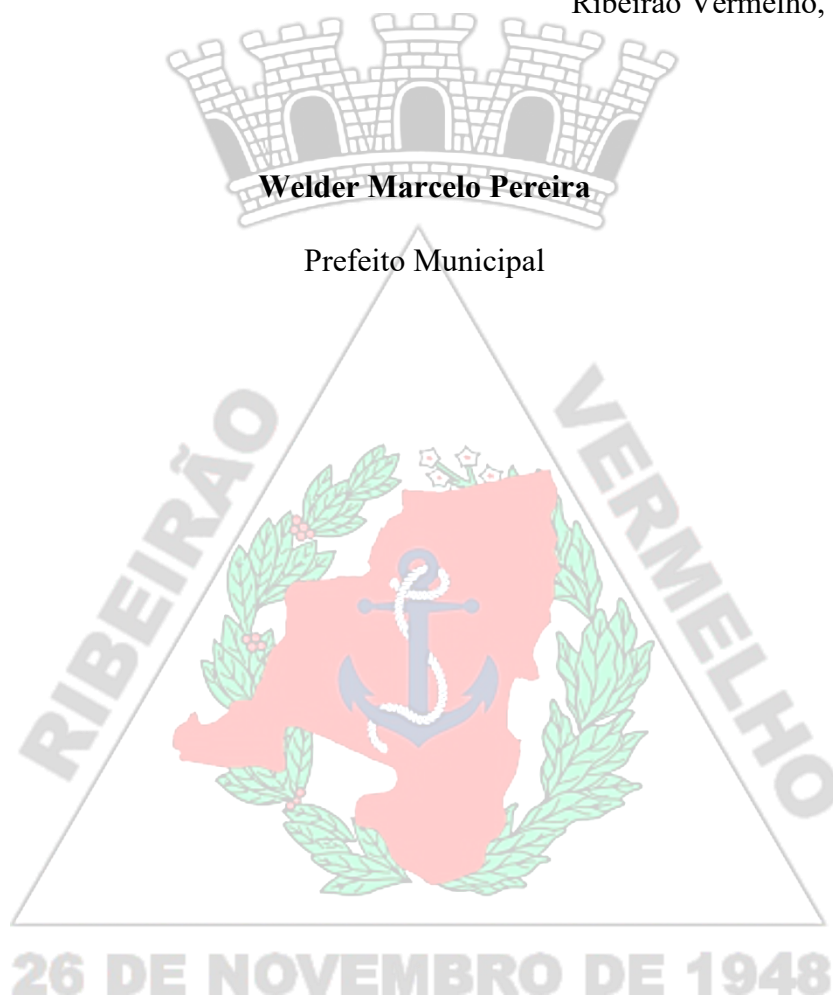 Ribeirão Vermelho,
Welder Marcelo Pereira
Prefeito Municipal
RIBEIRÃO
VERMELHO
26 DE NOVEMBRO DE 1948